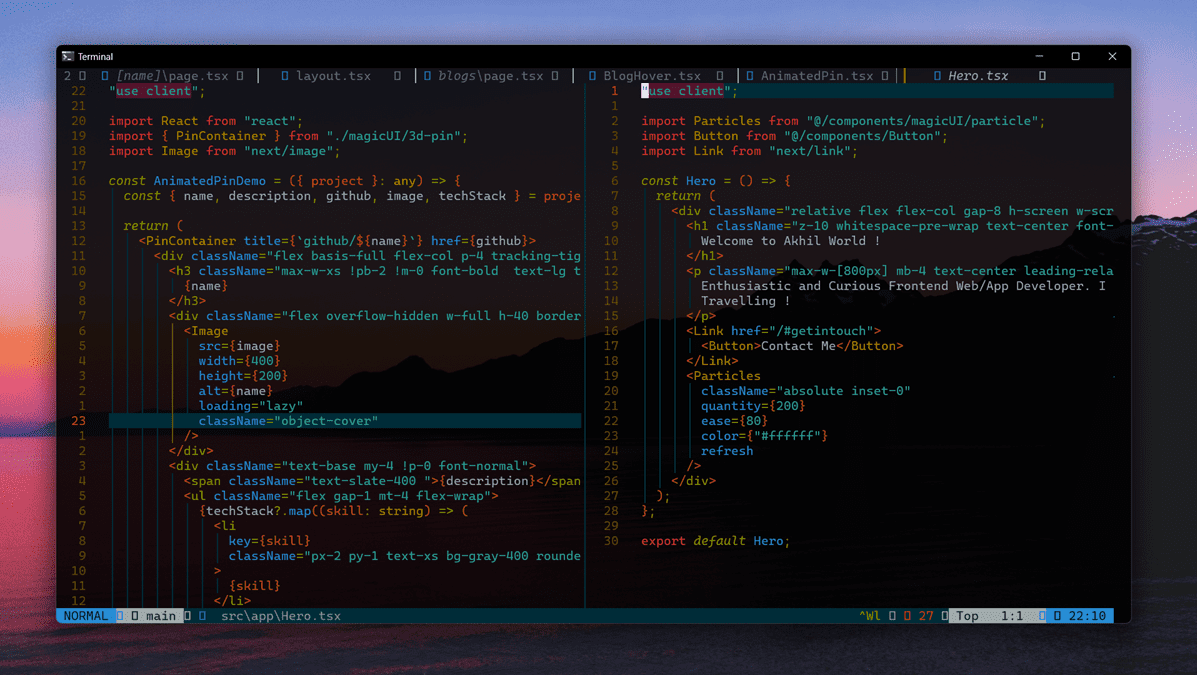 Terminal
2 [name]\page.tsx layout.tsx blogs\page.tsx BlogHover.tsx AnimatedPin.tsx Hero.tsx
22 "use client";
21
20 import React from "react";
19 import { PinContainer } from "./magicUI/3d-pin";
18 import Image from "next/image";
17
16 const AnimatedPinDemo = ({ project }: any) => {
15 const { name, description, github, image, techStack } = proje
14
13 return (
12 <PinContainer title={`github/${name}`} href={github}>
11 <div className="flex basis-full flex-col p-4 tracking-tig
10 <h3 className="max-w-xs !pb-2 !m-0 font-bold  text-lg t
9 {name}
8 </h3>
7 <div className="flex overflow-hidden w-full h-40 border
6 <Image
5 src={image}
4 width={400}
3 height={200}
2 alt={name}
1 loading="lazy"
23 className="object-cover"
1 />
2 </div>
3 <div className="text-base my-4 !p-0 font-normal">
4 <span className="text-slate-400 ">{description}</span
5 <ul className="flex gap-1 mt-4 flex-wrap">
6 {techStack?.map((skill: string) => (
7 <li
8 key={skill}
9 className="px-2 py-1 text-xs bg-gray-400 rounde
10 >
11 {skill}
12 </li>
1 "use client";
1
2 import Particles from "@/components/magicUI/particle";
3 import Button from "@/components/Button";
4 import Link from "next/link";
5
6 const Hero = () => {
7 return (
8 <div className="relative flex flex-col gap-8 h-screen w-scr
9 <h1 className="z-10 whitespace-pre-wrap text-center font-
10 Welcome to Akhil World !
11 </h1>
12 <p className="max-w-[800px] mb-4 text-center leading-rela
13 Enthusiastic and Curious Frontend Web/App Developer. I
14 Travelling !
15 </p>
16 <Link href="/#getintouch">
17 <Button>Contact Me</Button>
18 </Link>
19 <Particles
20 className="absolute inset-0"
21 quantity={200}
22 ease={80}
23 color={"#ffffff"}
24 refresh
25 />
26 </div>
27 );
28 };
29
30 export default Hero;
NORMAL main src\app\Hero.tsx ^Wl 27 Top 1:1 22:10